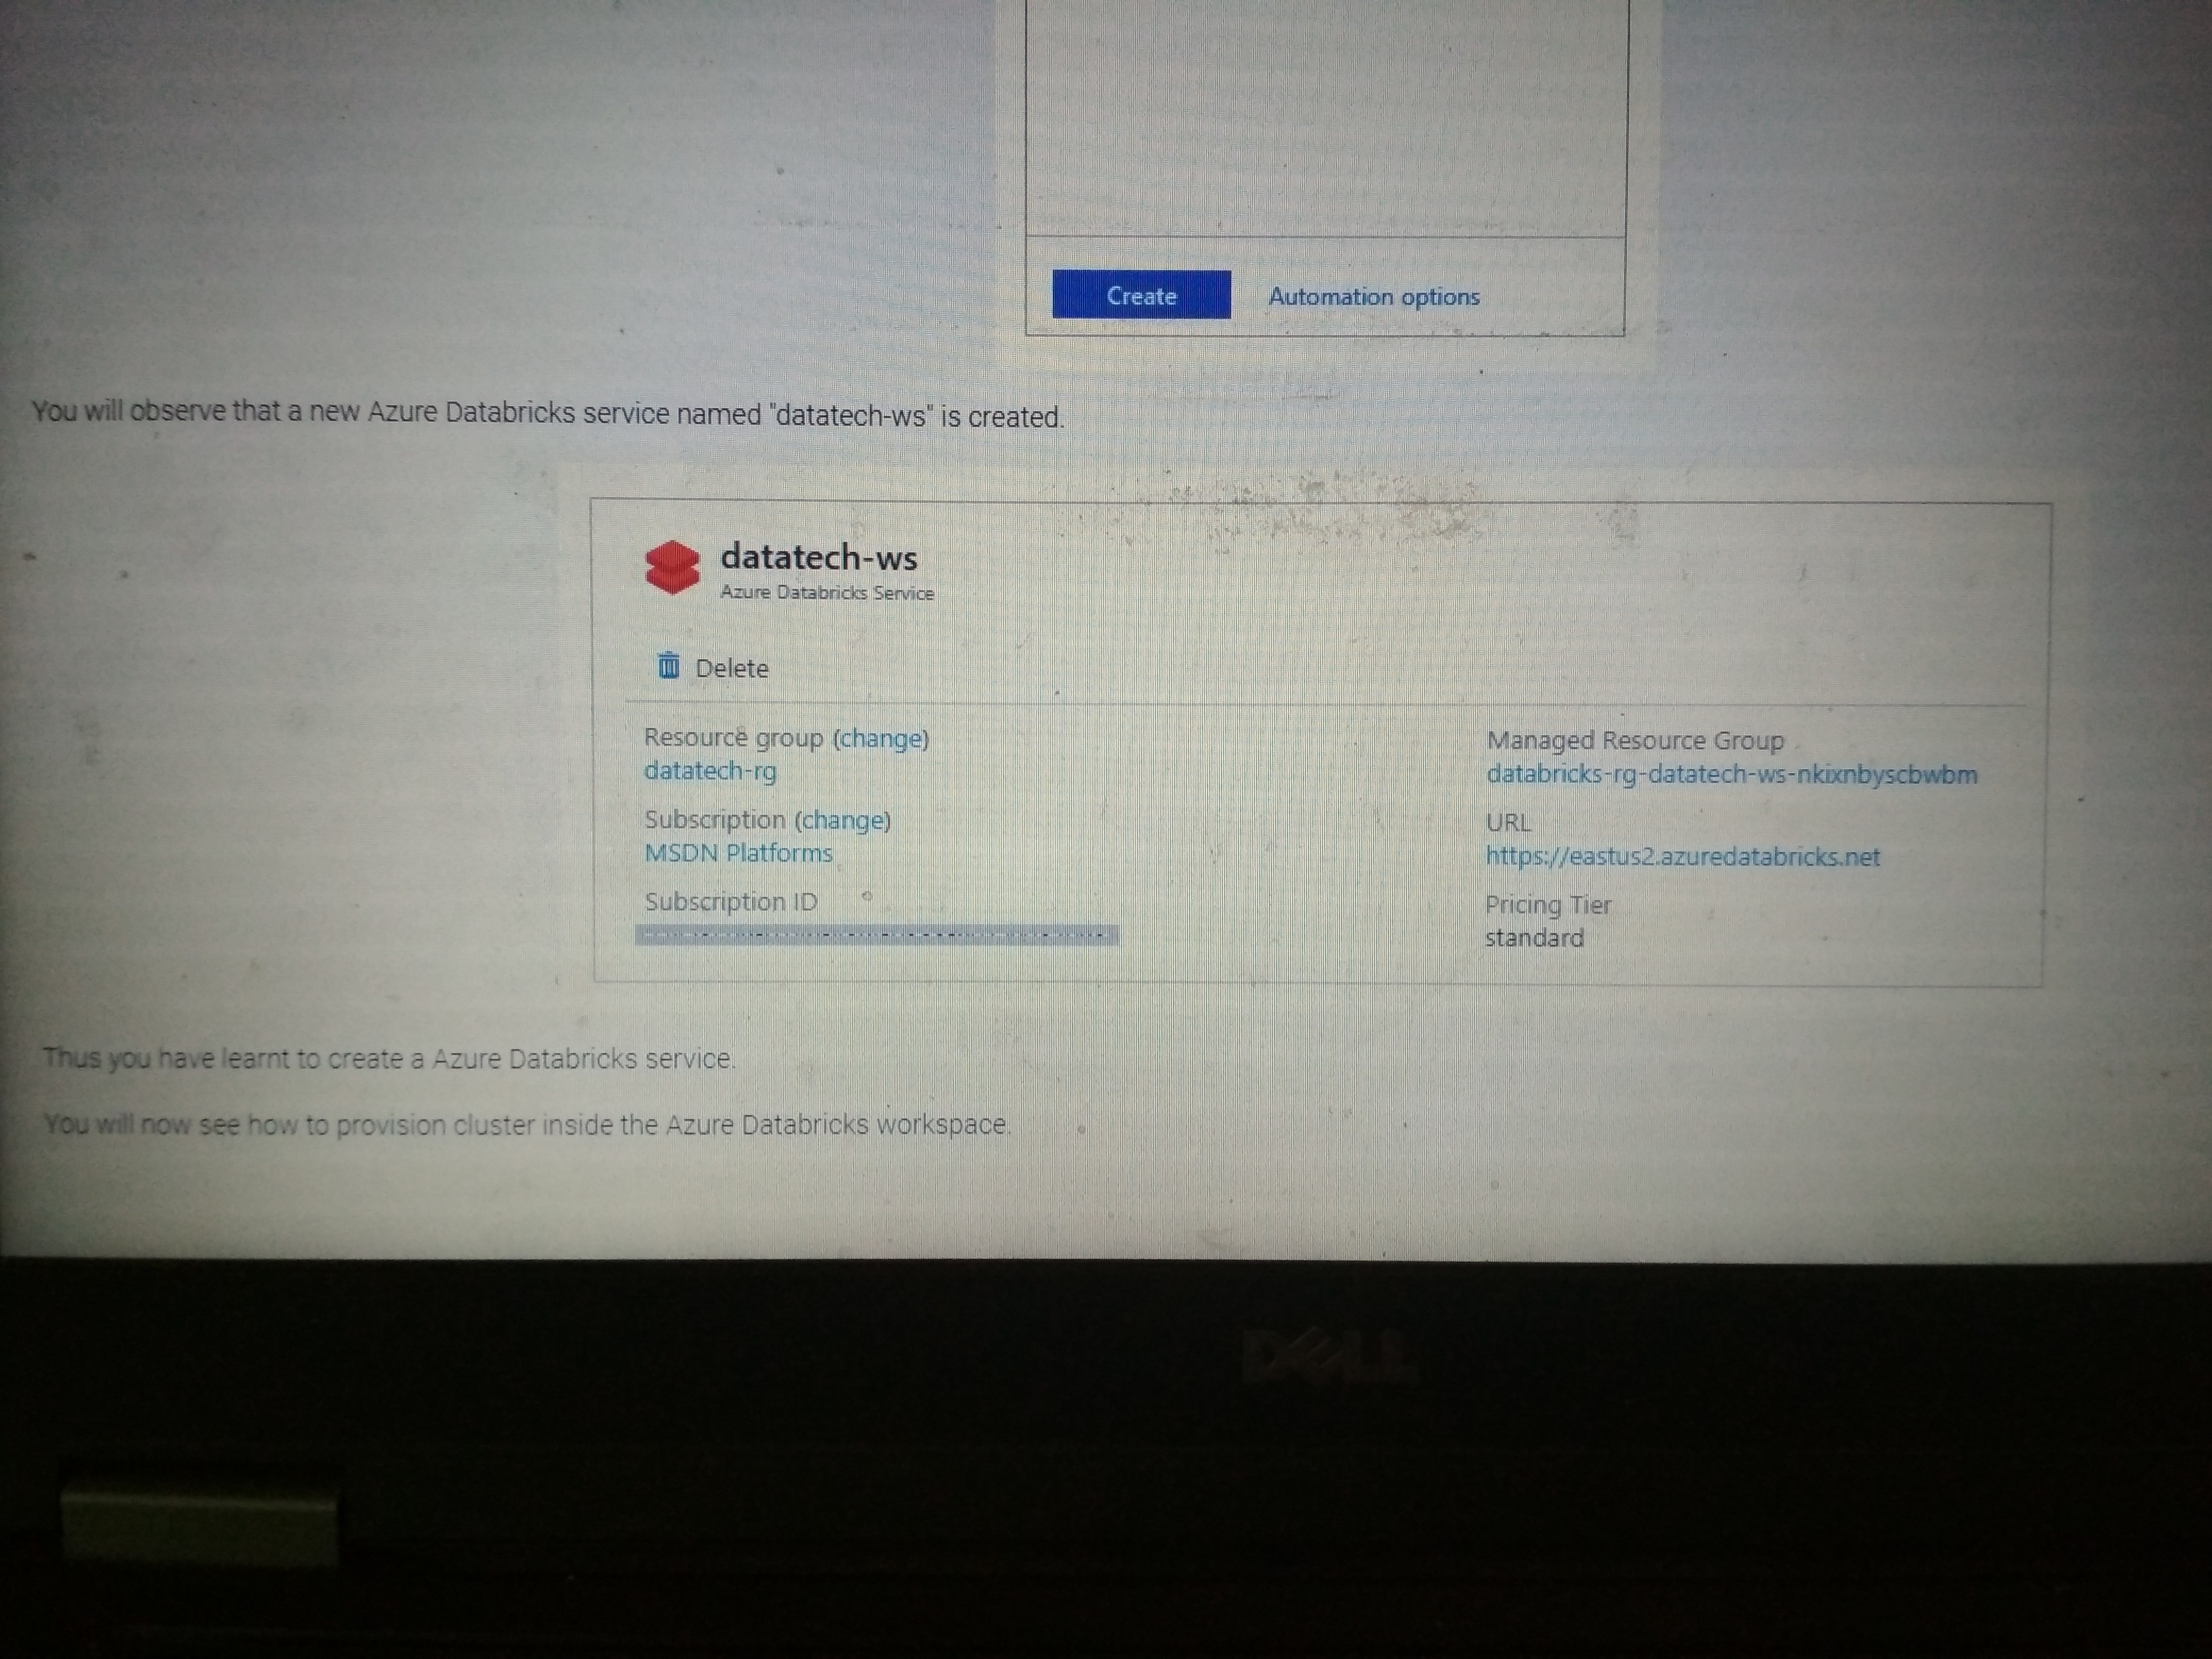 Create Automation options
You will observe that a new Azure Databricks service named "datatech-ws" is created.
datatech-ws
Azure Databricks Service
Delete
Resource group (change)
datatech-rg
Subscription (change)
MSDN Platforms
Subscription ID
Managed Resource Group
databricks-rg-datatech-ws-nkixnbyscbwbm
URL
https://eastus2.azuredatabricks.net
Pricing Tier
standard
Thus you have learnt to create a Azure Databricks service.
You will now see how to provision cluster inside the Azure Databricks workspace.
DELL